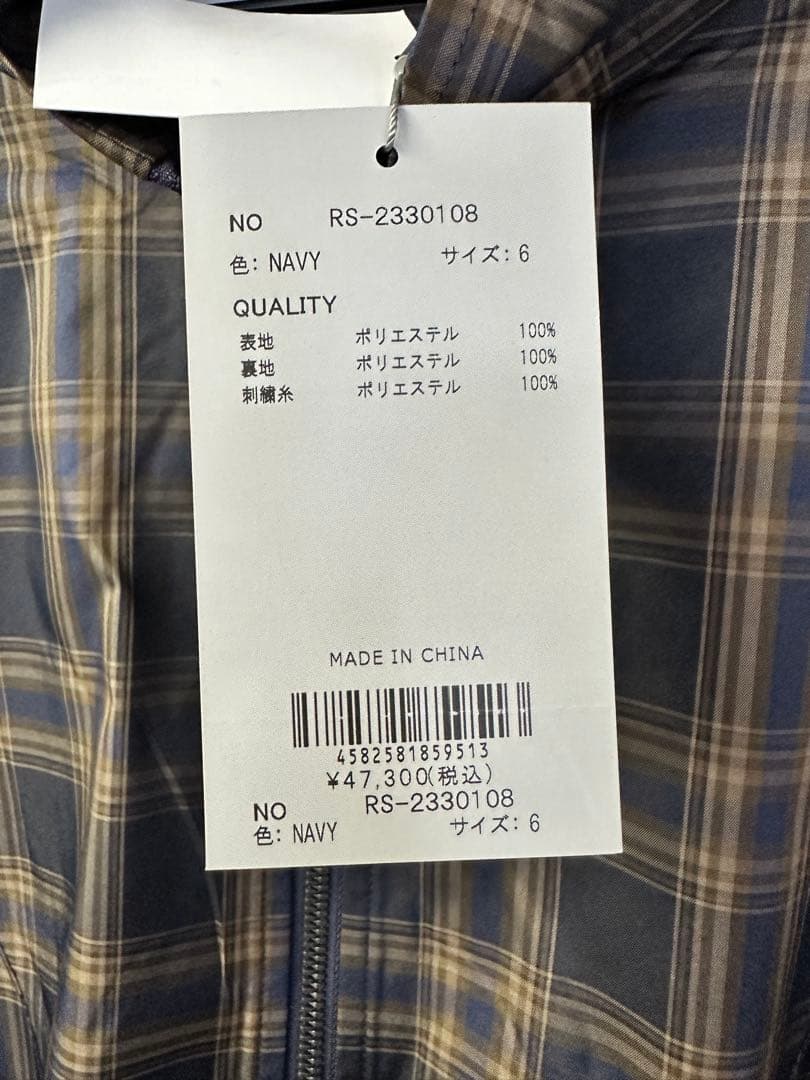 NO RS-2330108
色: NAVY サイズ: 6
QUALITY
表地 ポリエステル 100%
裏地 ポリエステル 100%
刺繍糸 ポリエステル 100%
MADE IN CHINA
4582581859513
¥47,300(税込)
NO RS-2330108
色: NAVY サイズ: 6